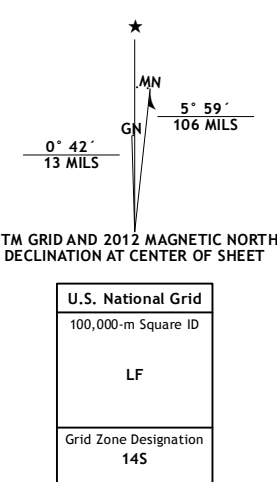 ★
MN
5° 59´
106 MILS
GN
0° 42´
13 MILS
TM GRID AND 2012 MAGNETIC NORTH
DECLINATION AT CENTER OF SHEET
U.S. National Grid
100,000-m Square ID
LF
Grid Zone Designation
14S